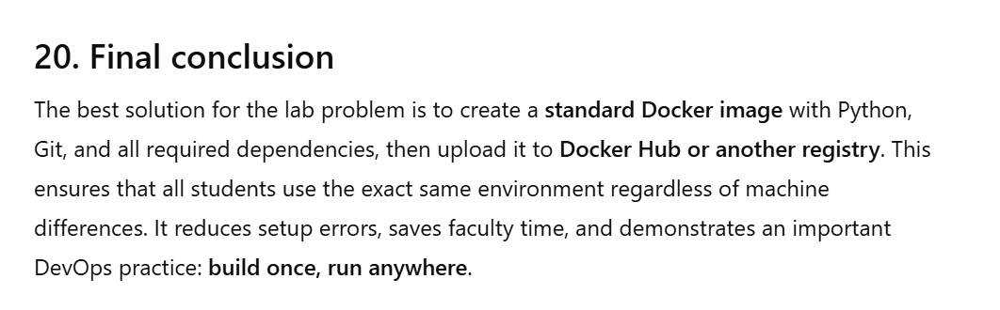 20. Final conclusion
The best solution for the lab problem is to create a standard Docker image with Python,
Git, and all required dependencies, then upload it to Docker Hub or another registry. This
ensures that all students use the exact same environment regardless of machine
differences. It reduces setup errors, saves faculty time, and demonstrates an important
DevOps practice: build once, run anywhere.